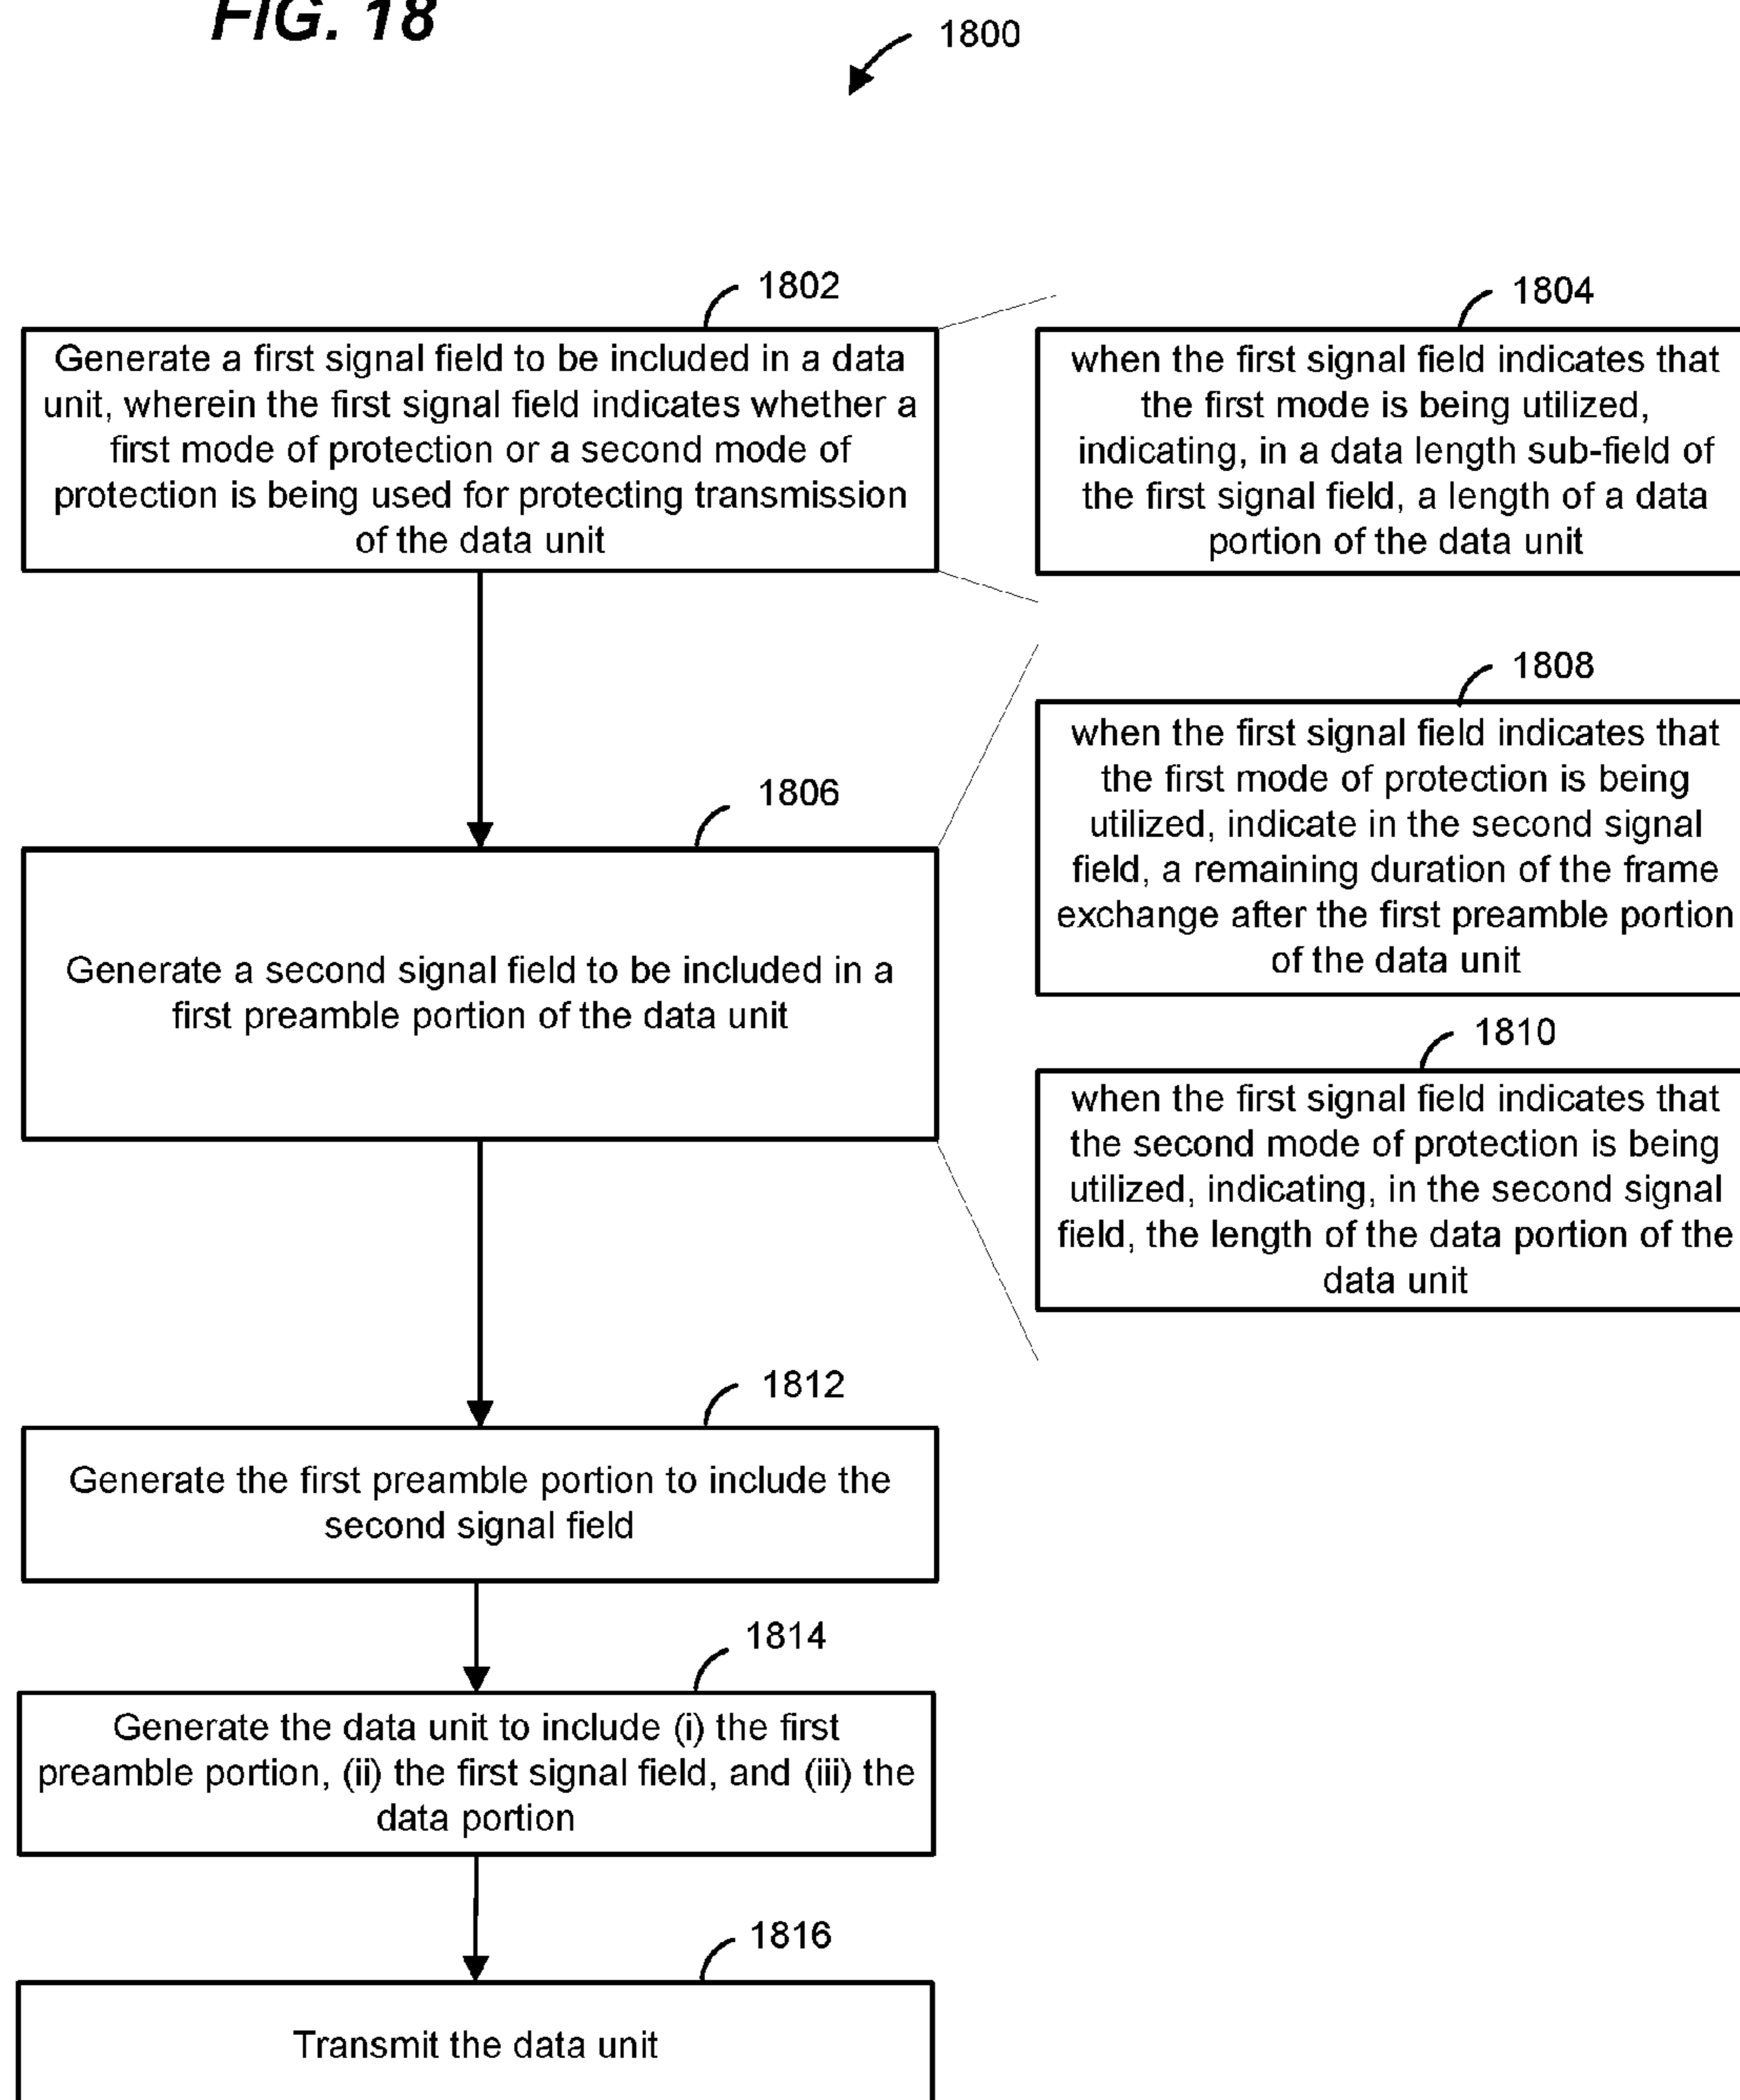 FIG. 18
1800
1802
Generate a first signal field to be included in a data
unit, wherein the first signal field indicates whether a
first mode of protection or a second mode of
protection is being used for protecting transmission
of the data unit
1804
when the first signal field indicates that
the first mode is being utilized,
indicating, in a data length sub-field of
the first signal field, a length of a data
portion of the data unit
1806
Generate a second signal field to be included in a
first preamble portion of the data unit
1808
when the first signal field indicates that
the first mode of protection is being
utilized, indicate in the second signal
field, a remaining duration of the frame
exchange after the first preamble portion
of the data unit
1810
when the first signal field indicates that
the second mode of protection is being
utilized, indicating, in the second signal
field, the length of the data portion of the
data unit
1812
Generate the first preamble portion to include the
second signal field
1814
Generate the data unit to include (i) the first
preamble portion, (ii) the first signal field, and (iii) the
data portion
1816
Transmit the data unit